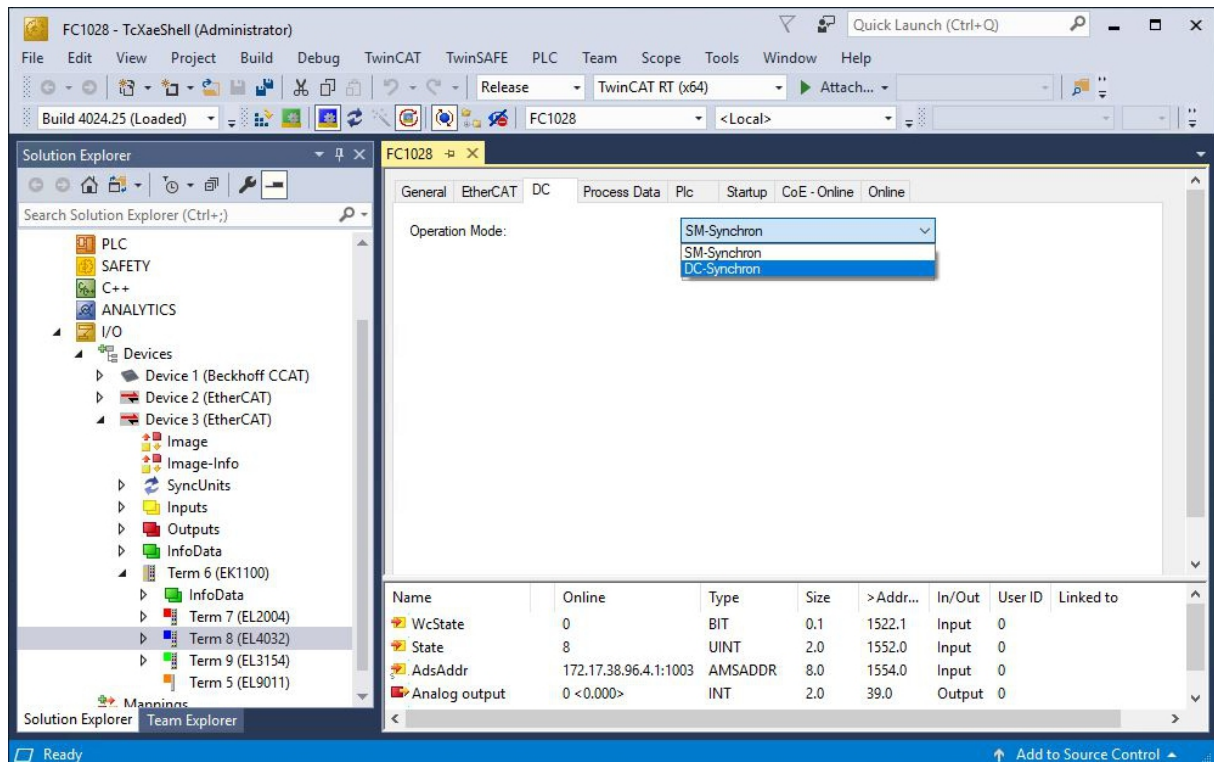 FC1028 - TcXaeShell (Administrator)
Quick Launch (Ctrl+Q)
File Edit View Project Build Debug TwinCAT TwinSAFE PLC Team Scope Tools Window Help
Release TwinCAT RT (x64) Attach...
Build 4024.25 (Loaded) FC1028 <Local>
Solution Explorer
Search Solution Explorer (Ctrl+;)
PLC
SAFETY
C++
ANALYTICS
I/O
Devices
Device 1 (Beckhoff CCAT)
Device 2 (EtherCAT)
Device 3 (EtherCAT)
Image
Image-Info
SyncUnits
Inputs
Outputs
InfoData
Term 6 (EK1100)
InfoData
Term 7 (EL2004)
Term 8 (EL4032)
Term 9 (EL3154)
Term 5 (EL9011)
Mappings
Solution Explorer Team Explorer
FC1028
General EtherCAT DC Process Data Plc Startup CoE - Online Online
Operation Mode: SM-Synchron
SM-Synchron
DC-Synchron
Name Online Type Size >Addr... In/Out User ID Linked to
WcState 0 BIT 0.1 1522.1 Input 0
State 8 UINT 2.0 1552.0 Input 0
AdsAddr 172.17.38.96.4.1:1003 AMSADDR 8.0 1554.0 Input 0
Analog output 0 <0.000> INT 2.0 39.0 Output 0
Ready Add to Source Control